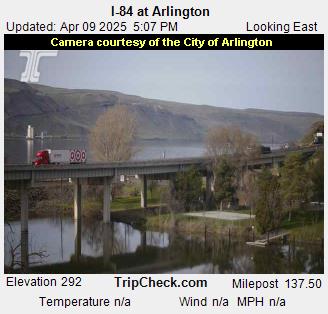 I-84 at Arlington
Updated: Apr 09 2025 5:07 PM Looking East
Camera courtesy of the City of Arlington
Elevation 292 TripCheck.com Milepost 137.50
Temperature n/a Wind n/a MPH n/a